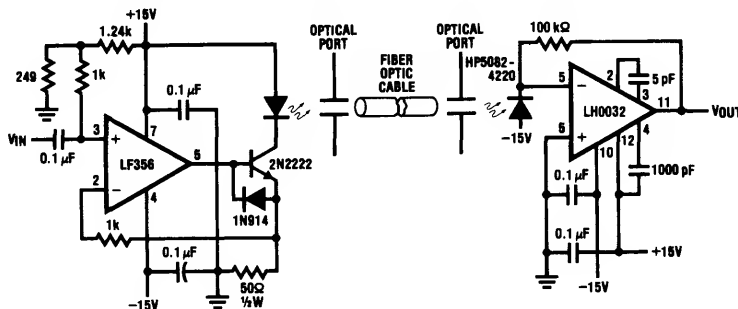 +15V
1.24k
249
1k
0.1 μF
7
VIN
0.1 μF
3
+
LF356
5
2
–
4
2N2222
1N914
1k
0.1 μF
50Ω
½W
–15V
OPTICAL
PORT
FIBER
OPTIC
CABLE
OPTICAL
PORT
100 kΩ
HP5082-
4220
–15V
5
–
2
5 pF
3
11
VOUT
LH0032
5
+
4
12
10
1000 pF
0.1 μF
0.1 μF
+15V
–15V